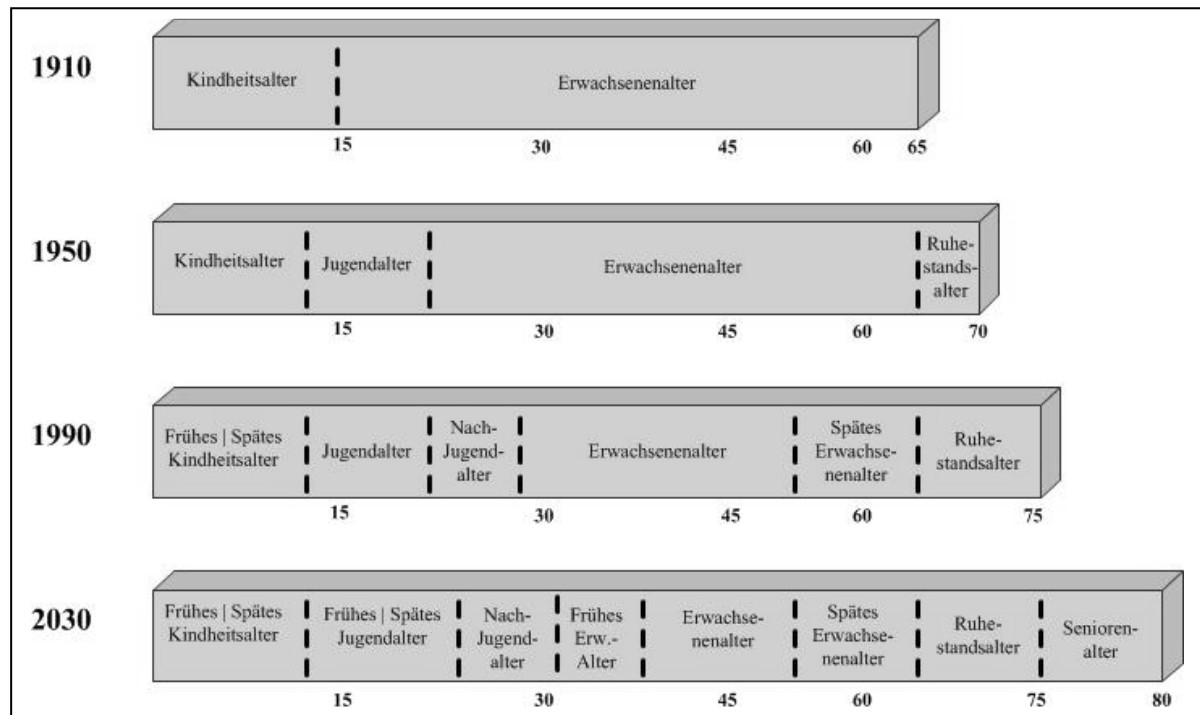 1910
Kindheitsalter
Erwachsenenalter
15 30 45 60 65
1950
Kindheitsalter
Jugendalter
Erwachsenenalter
Ruhe-
stands-
alter
15 30 45 60 70
1990
Frühes | Spätes
Kindheitsalter
Jugendalter
Nach-
Jugend-
alter
Erwachsenenalter
Spätes
Erwachse-
nenalter
Ruhe-
standsalter
15 30 45 60 75
2030
Frühes | Spätes
Kindheitsalter
Frühes | Spätes
Jugendalter
Nach-
Jugend-
alter
Frühes
Erw.-
Alter
Erwachse-
nenalter
Spätes
Erwachse-
nenalter
Ruhe-
standsalter
Senioren-
alter
15 30 45 60 75 80